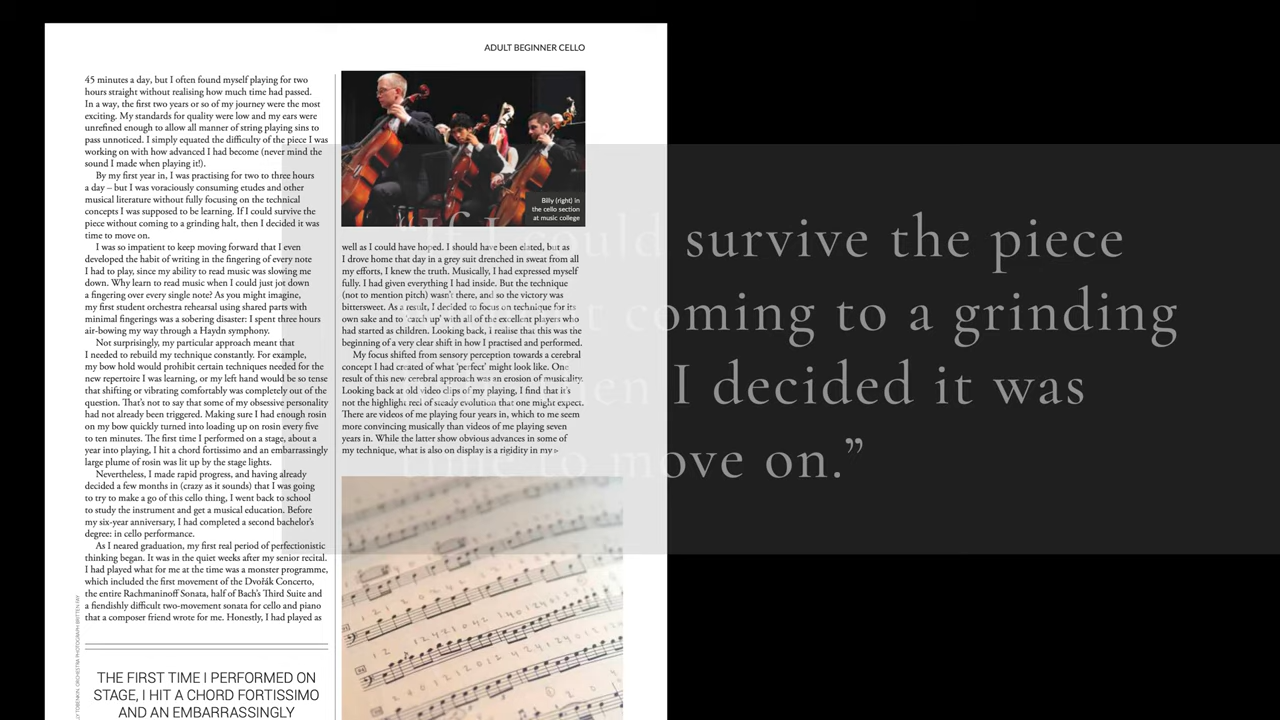 ADULT BEGINNER CELLO
45 minutes a day, but I often found myself playing for two
hours straight without realising how much time had passed.
In a way, the first two years or so of my journey were the most
exciting. My standards for quality were low and my ears were
unrefined enough to allow all manner of string playing sins to
pass unnoticed. I simply equated the difficulty of the piece I was
working on with how advanced I had become (never mind the
sound I made when playing it!).
By my first year in, I was practising for two to three hours
a day – but I was voraciously consuming etudes and other
musical literature without fully focusing on the technical
concepts I was supposed to be learning. If I could survive the
piece without coming to a grinding halt, then I decided it was
time to move on.
I was so impatient to keep moving forward that I even
developed the habit of writing in the fingering of every note
I had to play, since my ability to read music was slowing me
down. Why learn to read music when I could just jot down
a fingering over every single note? As you might imagine,
my first student orchestra rehearsal using shared parts with
minimal fingerings was a sobering disaster: I spent three hours
air-bowing my way through a Haydn symphony.
Not surprisingly, my particular approach meant that
I needed to rebuild my technique constantly. For example,
my bow hold would prohibit certain techniques needed for the
new repertoire I was learning, or my left hand would be so tense
that shifting or vibrating comfortably was completely out of the
question. That's not to say that some of my obsessive personality
had not already been triggered. Making sure I had enough rosin
on my bow quickly turned into loading up on rosin every five
to ten minutes. The first time I performed on a stage, about a
year into playing, I hit a chord fortissimo and an embarrassingly
large plume of rosin was lit up by the stage lights.
Nevertheless, I made rapid progress, and having already
decided a few months in (crazy as it sounds) that I was going
to try to make a go of this cello thing, I went back to school
to study the instrument and get a musical education. Before
my six-year anniversary, I had completed a second bachelor's
degree: in cello performance.
As I neared graduation, my first real period of perfectionistic
thinking began. It was in the quiet weeks after my senior recital.
I had played what for me at the time was a monster programme,
which included the first movement of the Dvořák Concerto,
the entire Rachmaninoff Sonata, half of Bach's Third Suite and
a fiendishly difficult two-movement sonata for cello and piano
that a composer friend wrote for me. Honestly, I had played as
THE FIRST TIME I PERFORMED ON
STAGE, I HIT A CHORD FORTISSIMO
AND AN EMBARRASSINGLY
Billy (right) in
the cello section
at music college
well as I could have hoped. I should have been elated, but as
I drove home that day in a grey suit drenched in sweat from all
my efforts, I knew the truth. Musically, I had expressed myself
fully. I had given everything I had inside. But the technique
(not to mention pitch) wasn't there, and so the victory was
bittersweet. As a result, I decided to focus on technique for its
own sake and to 'catch up' with all of the excellent players who
had started as children. Looking back, I realise that this was the
beginning of a very clear shift in how I practised and performed.
My focus shifted from sensory perception towards a cerebral
concept I had created of what 'perfect' might look like. One
result of this new cerebral approach was an erosion of musicality.
Looking back at old video clips of my playing, I find that it's
not the highlight reel of steady evolution that one might expect.
There are videos of me playing four years in, which to me seem
more convincing musically than videos of me playing seven
years in. While the latter show obvious advances in some of
my technique, what is also on display is a rigidity in my
"If I could survive the piece
coming to a grinding
then I decided it was
time to move on."